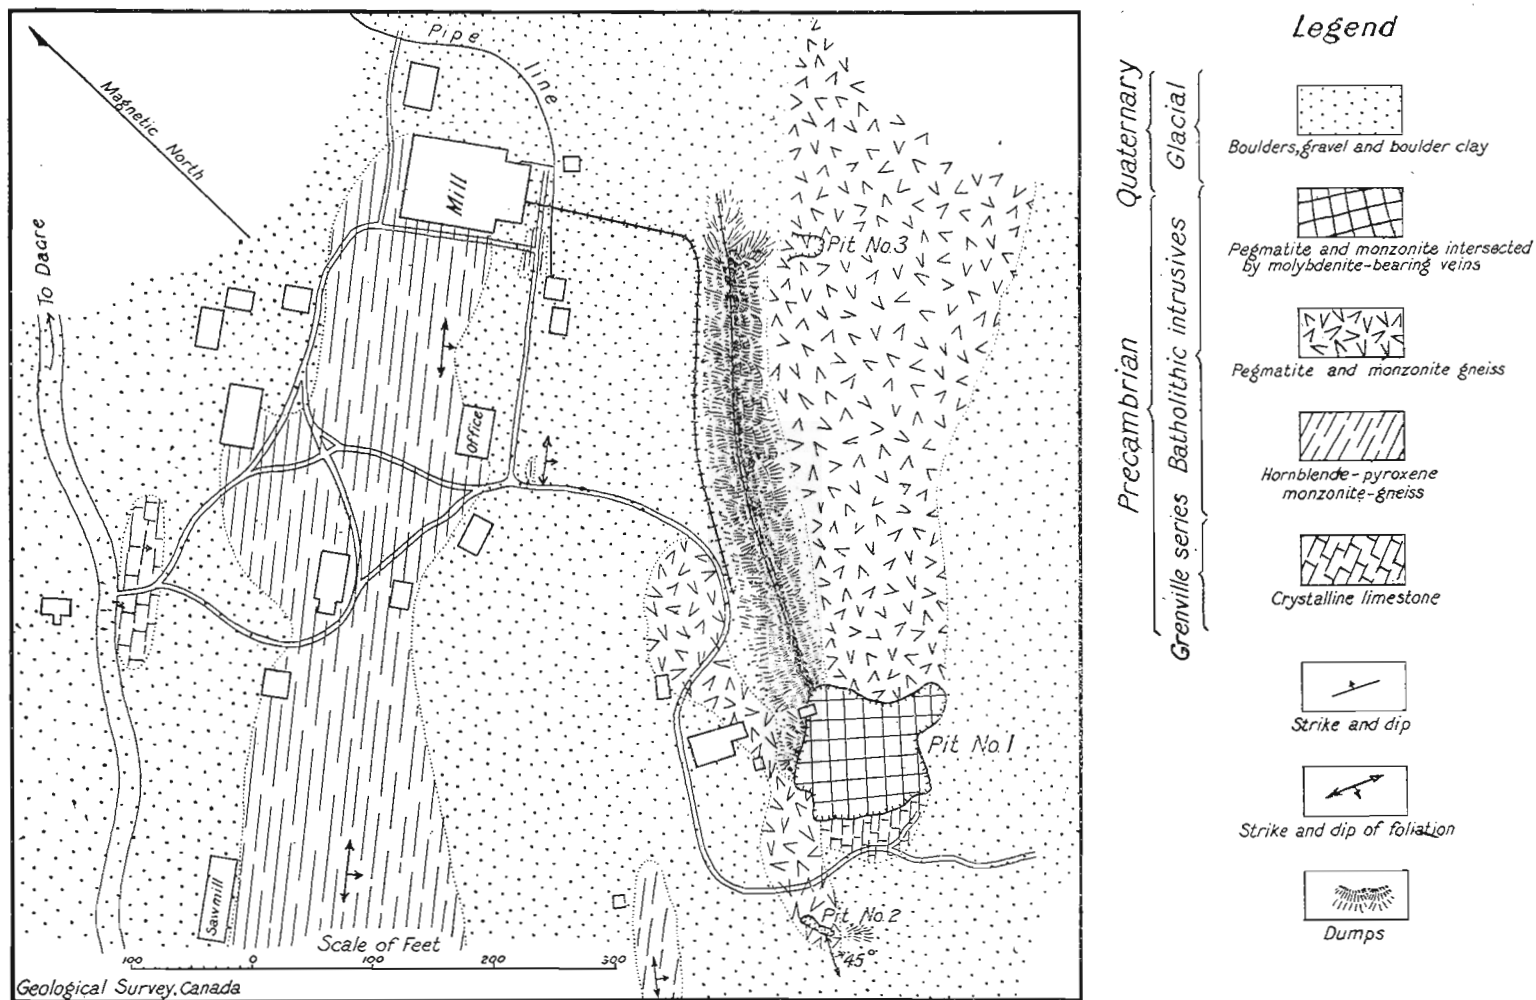 Pipe
line
Magnetic North
Mill
To Dacre
Pit No.3
Office
Pit No.1
Sawmill
Pit No.2
45°
Scale of Feet
100 0 100 200 300
Geological Survey, Canada
Legend
Quaternary
Glacial
Boulders, gravel and boulder clay
Precambrian
Batholithic intrusives
Pegmatite and monzonite intersected
by molybdenite-bearing veins
Pegmatite and monzonite gneiss
Hornblende-pyroxene
monzonite-gneiss
Grenville series
Crystalline limestone
Strike and dip
Strike and dip of foliation
Dumps